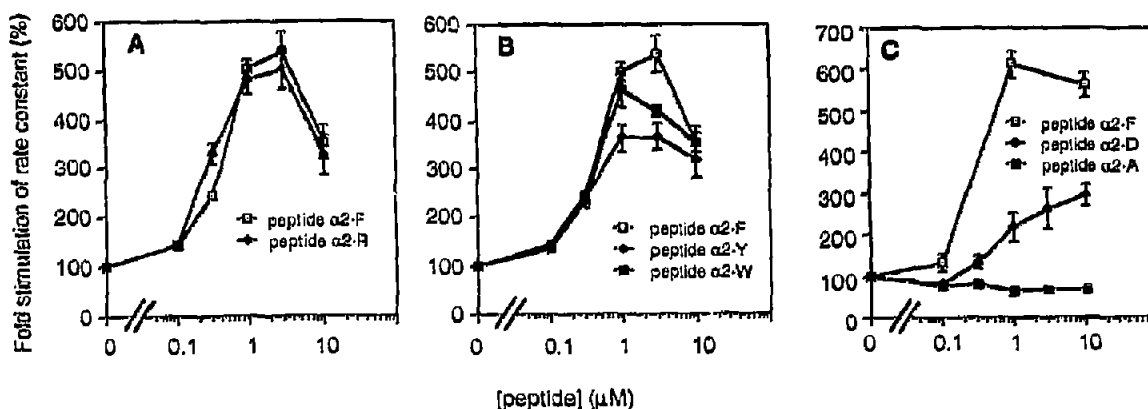 Fold stimulation of rate constant (%)
A
600
500
400
300
200
100
0
peptide α2-F
peptide α2-R
0 0.1 1 10
B
600
500
400
300
200
100
0
peptide α2-F
peptide α2-Y
peptide α2-W
0 0.1 1 10
C
700
600
500
400
300
200
100
0
peptide α2-F
peptide α2-D
peptide α2-A
0 0.1 1 10
[peptide] (μM)